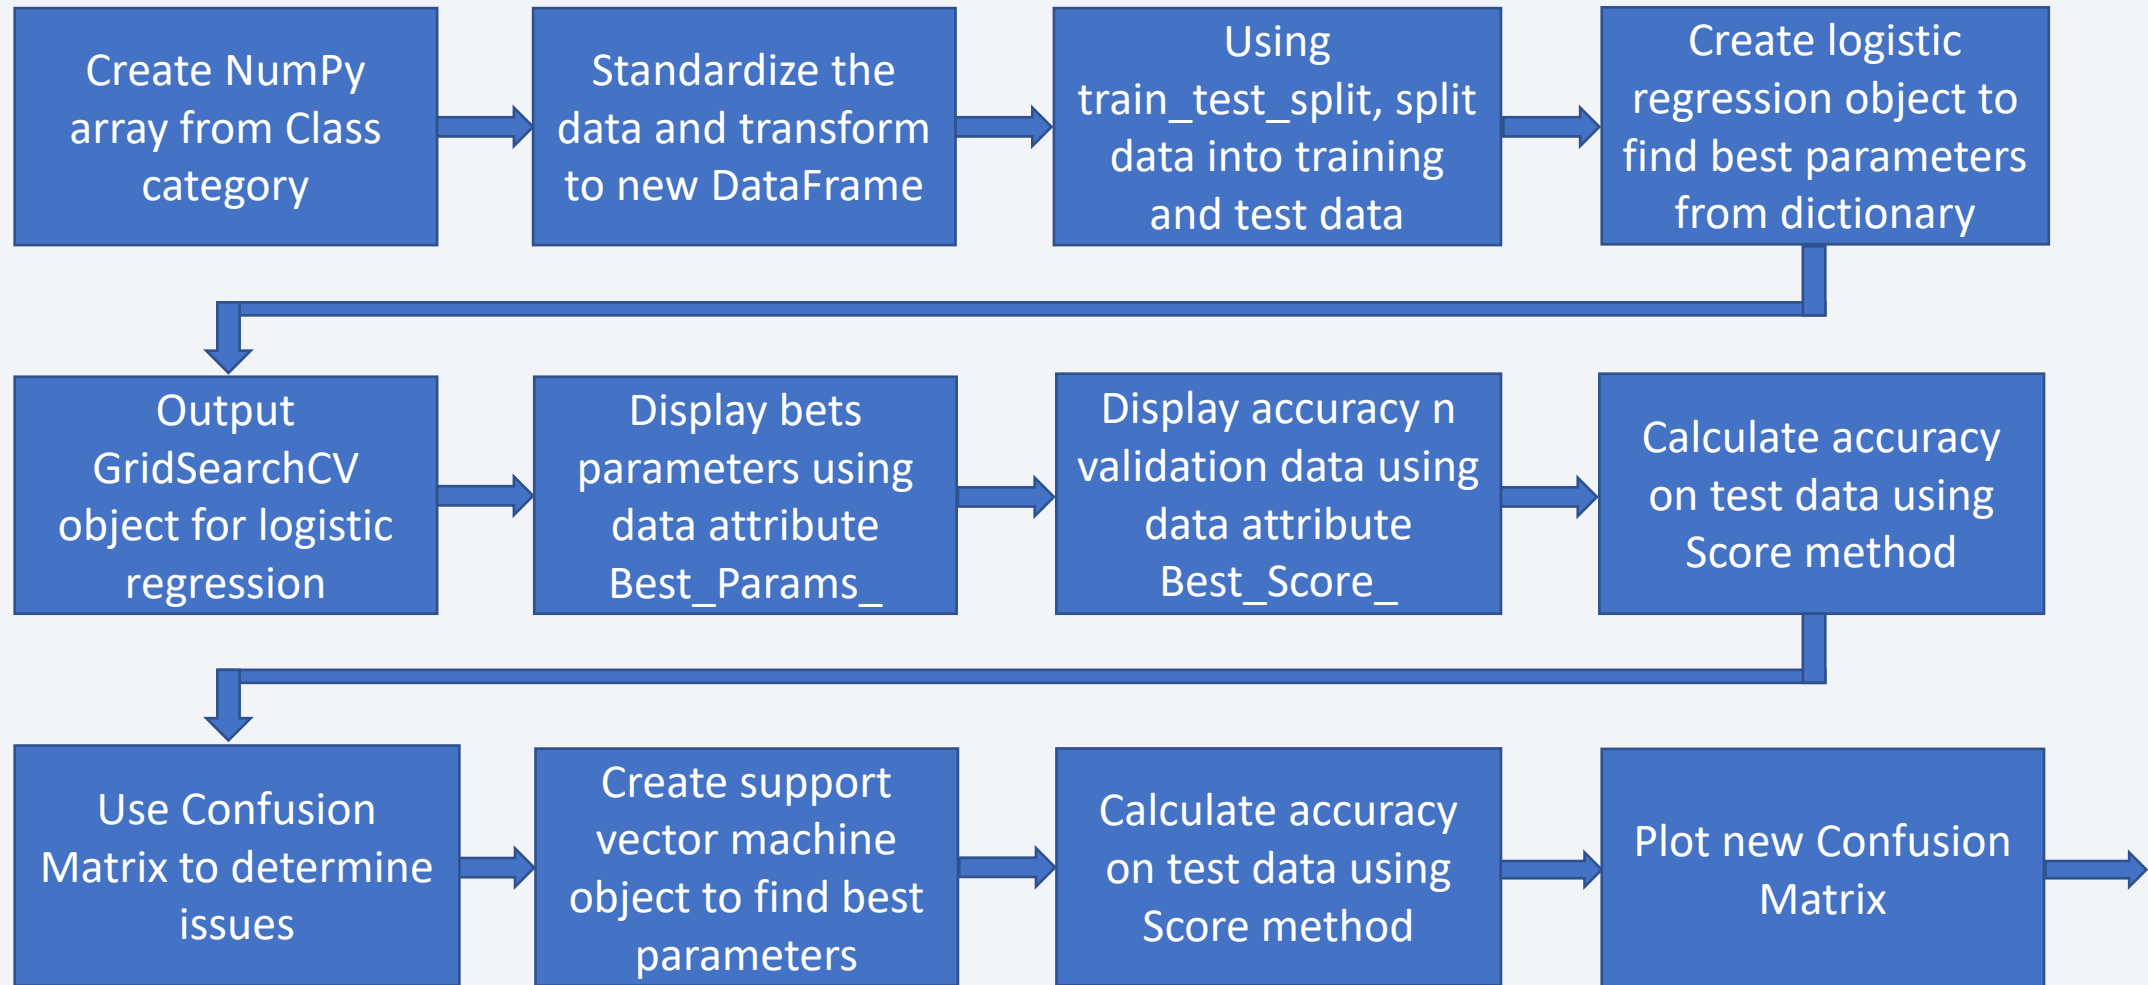 Create NumPy
array from Class
category
Standardize the
data and transform
to new DataFrame
Using
train_test_split, split
data into training
and test data
Create logistic
regression object to
find best parameters
from dictionary
Output
GridSearchCV
object for logistic
regression
Display bets
parameters using
data attribute
Best_Params_
Display accuracy n
validation data using
data attribute
Best_Score_
Calculate accuracy
on test data using
Score method
Use Confusion
Matrix to determine
issues
Create support
vector machine
object to find best
parameters
Calculate accuracy
on test data using
Score method
Plot new Confusion
Matrix